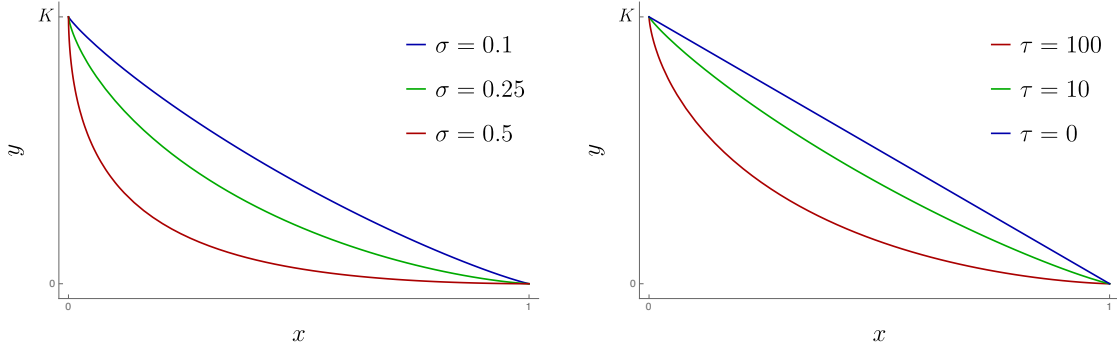 K
σ = 0.1
σ = 0.25
σ = 0.5
y
0
0
1
x
K
τ = 100
τ = 10
τ = 0
y
0
0
1
x